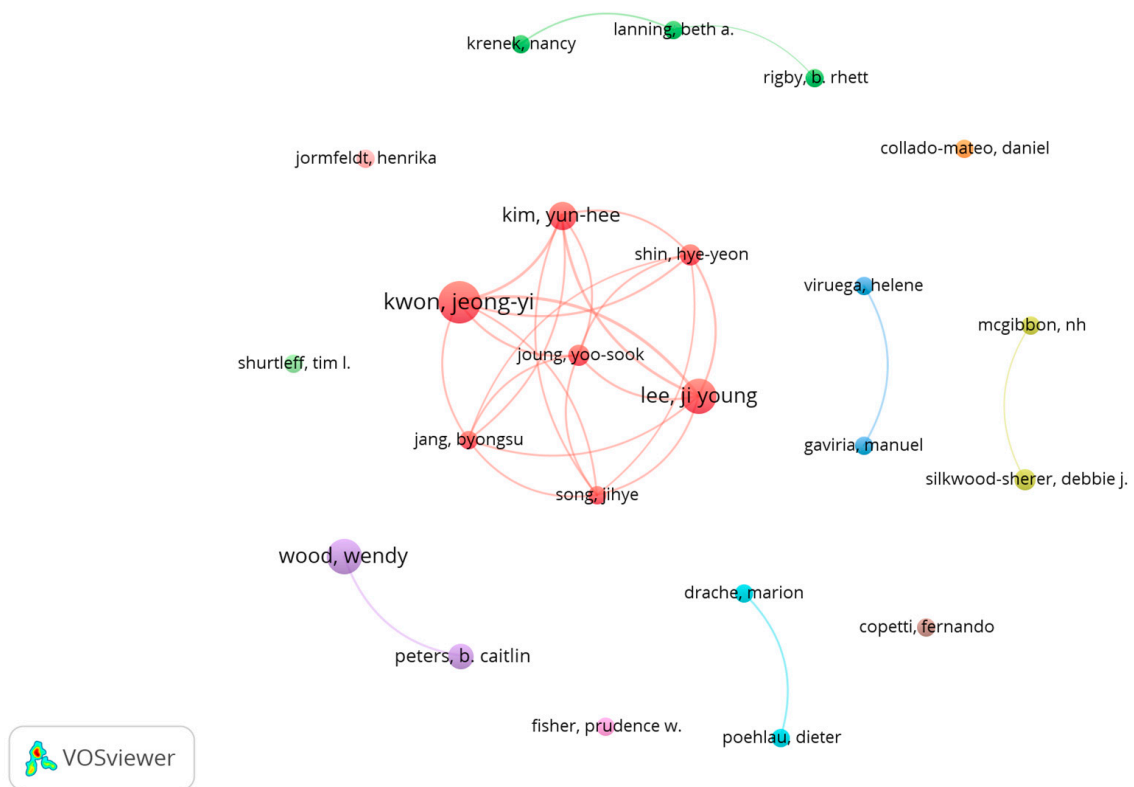 lanning, beth a.
krenek, nancy
rigby, b. rhett
collado-mateo, daniel
jormfeldt, henrika
kim, yun-hee
shin, hye-yeon
viruega, helene
kwon, jeong-yi
mcgibbon, nh
joung, yoo-sook
shurtleff, tim l.
lee, ji young
jang, byongsu
gaviria, manuel
silkwood-sherer, debbie j.
song, jihye
wood, wendy
drache, marion
copetti, fernando
peters, b. caitlin
fisher, prudence w.
poehlau, dieter
VOSviewer